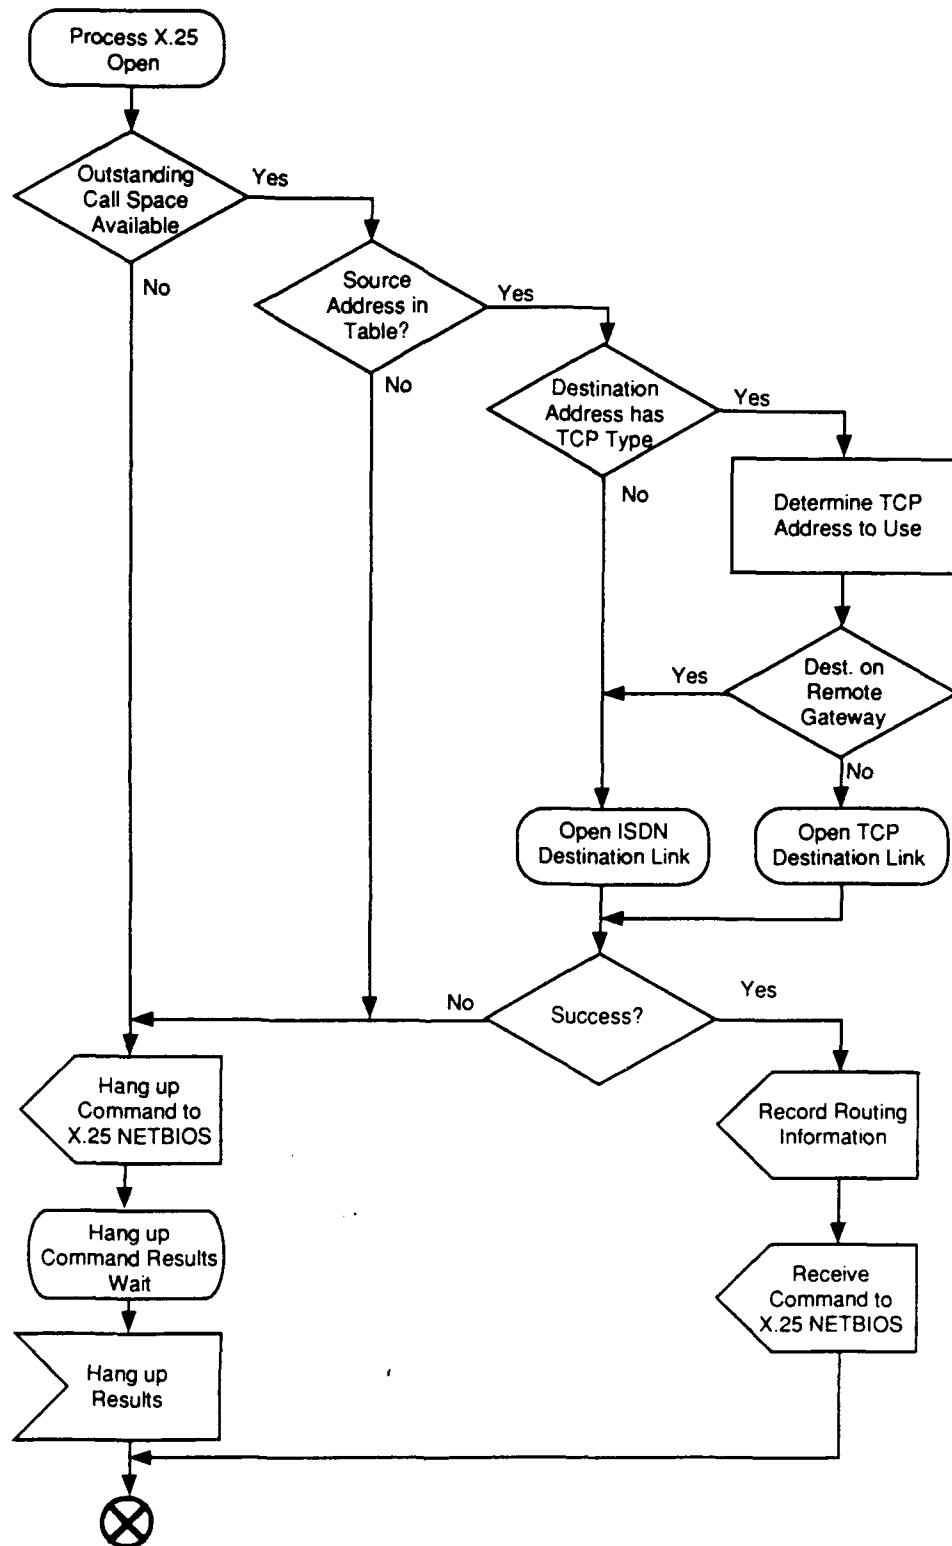 Process X.25
Open
Outstanding
Call Space
Available
Yes
No
Source
Address in
Table?
Yes
No
Destination
Address has
TCP Type
Yes
No
Determine TCP
Address to Use
Dest. on
Remote
Gateway
Yes
No
Open ISDN
Destination Link
Open TCP
Destination Link
Success?
No
Yes
Hang up
Command to
X.25 NETBIOS
Record Routing
Information
Hang up
Command Results
Wait
Receive
Command to
X.25 NETBIOS
Hang up
Results